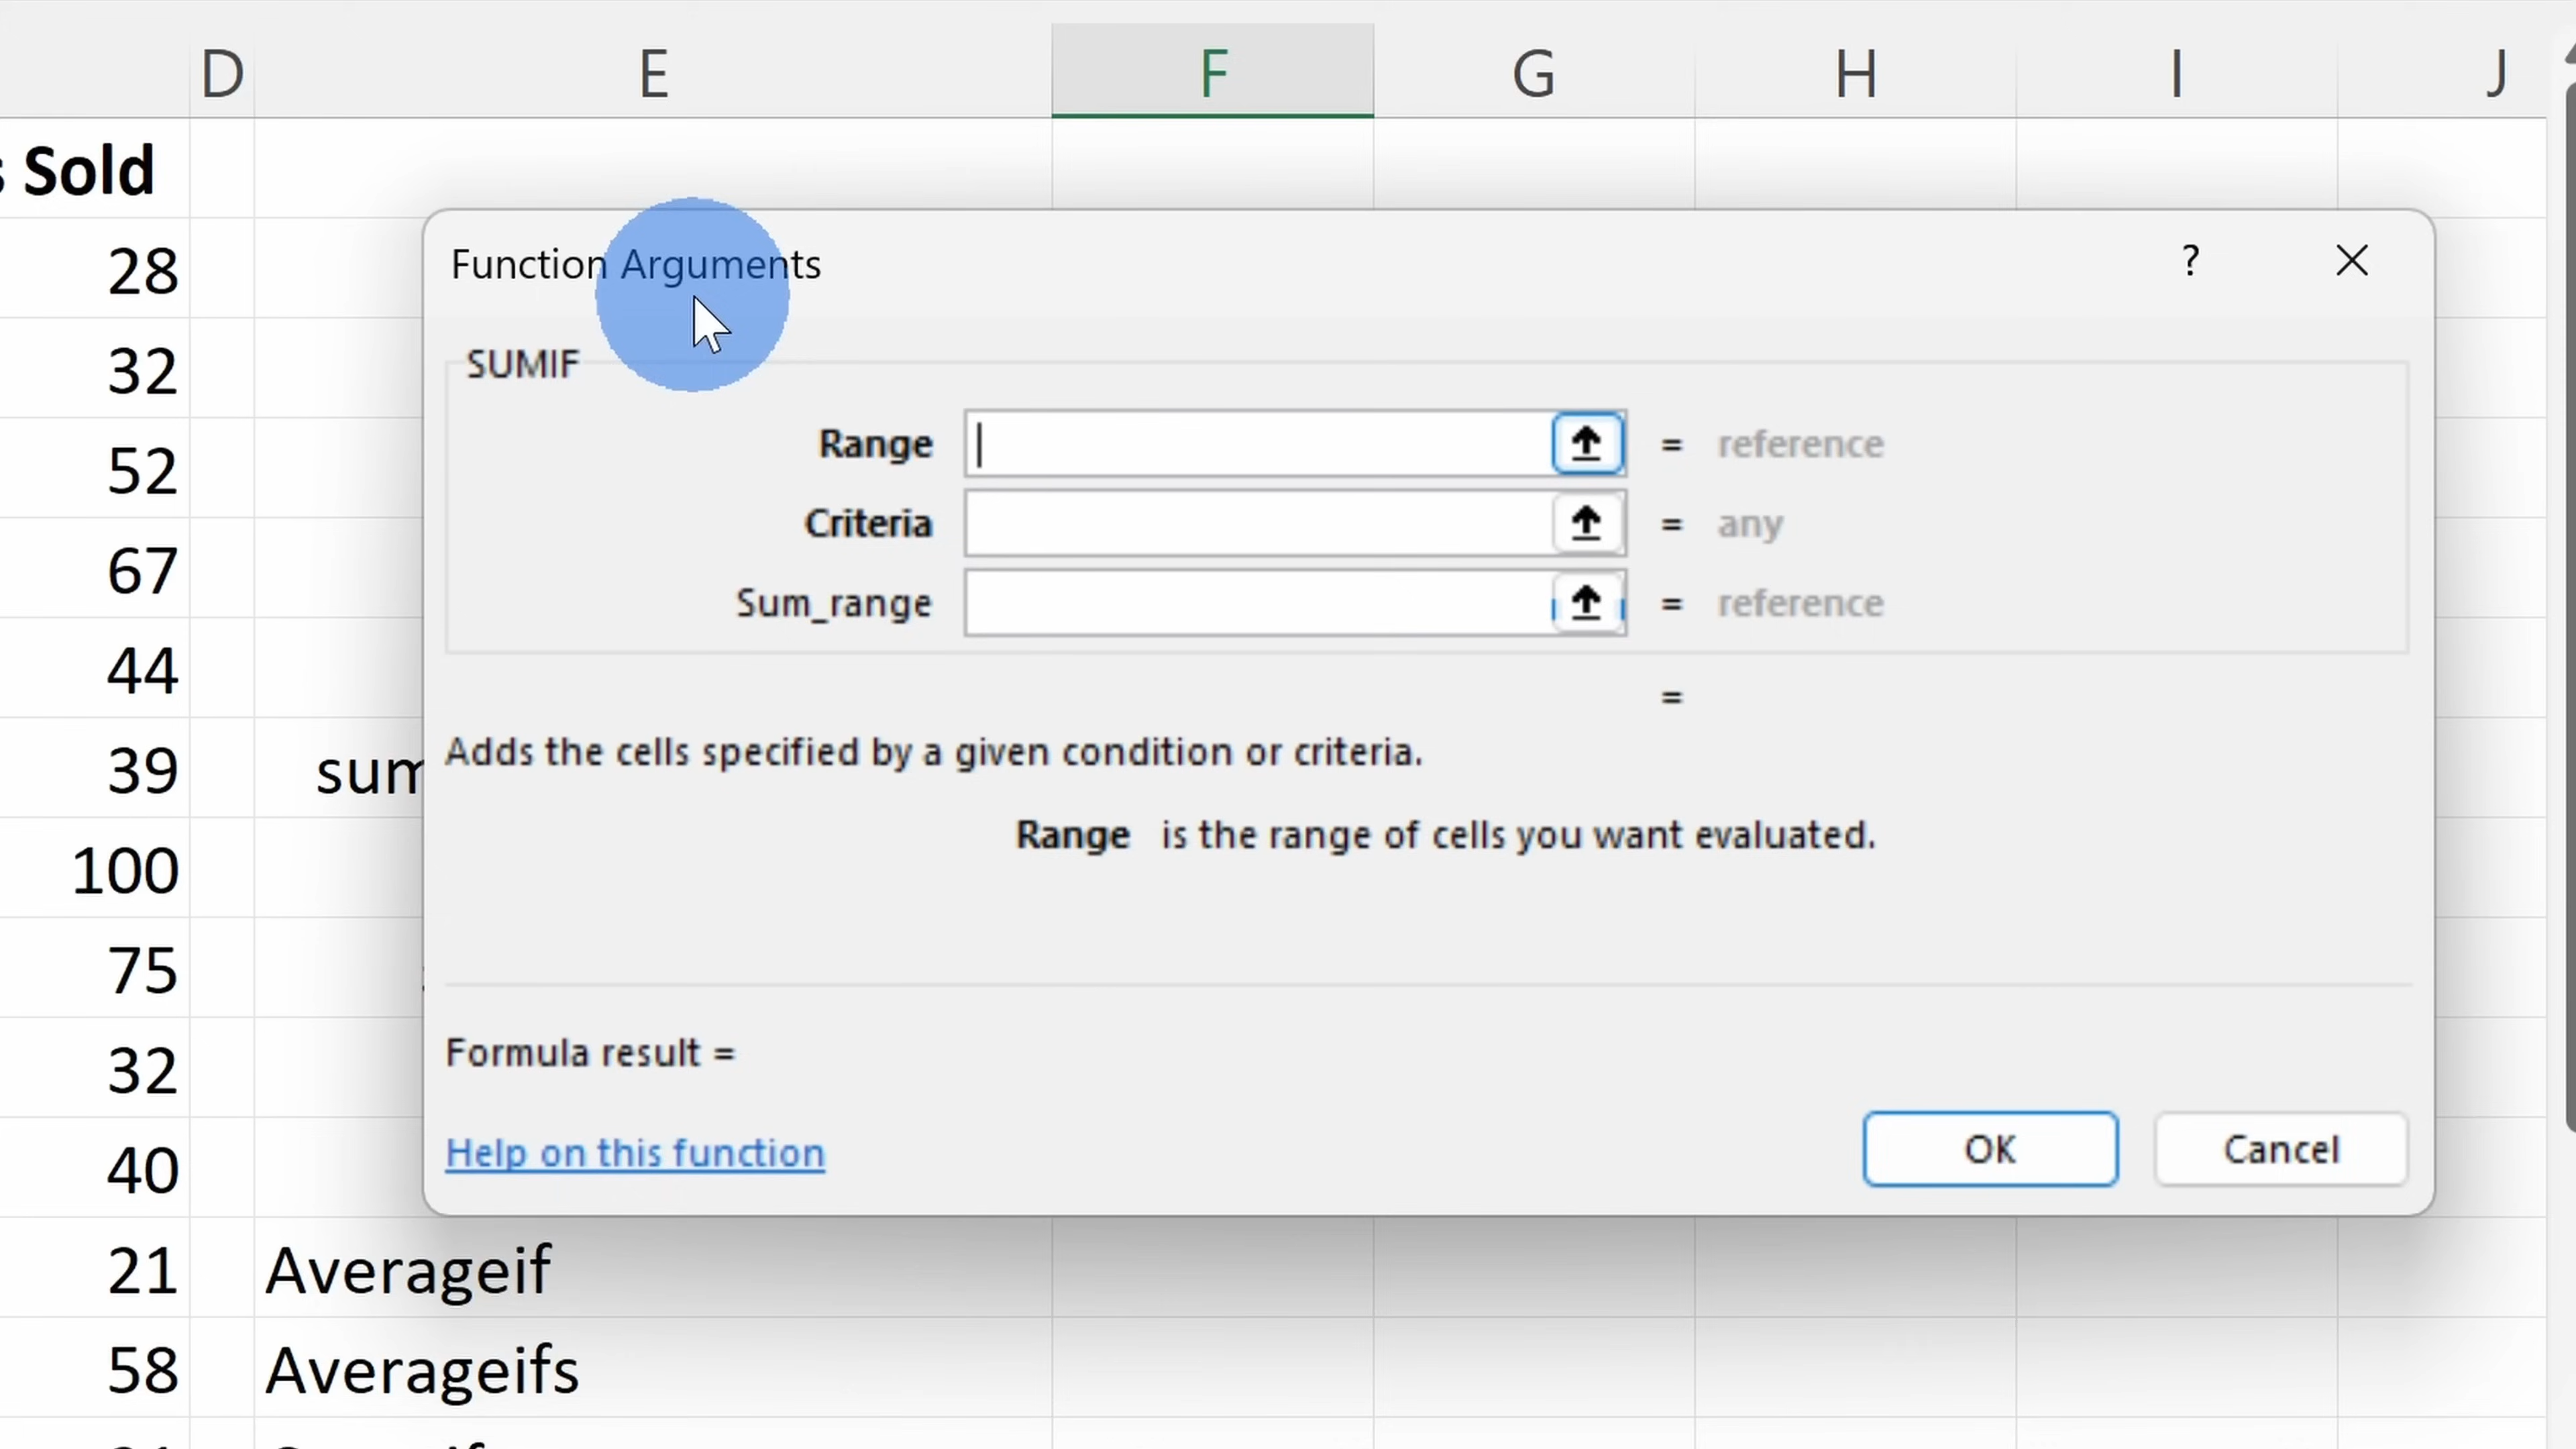 D E F G H I J
Sold
28
Function Arguments ?
32
SUMIF
Range = reference
52
Criteria = any
67
Sum_range = reference
44
=
39 sum
Adds the cells specified by a given condition or criteria.
Range is the range of cells you want evaluated.
100
75
32
Formula result =
40
Help on this function OK Cancel
21 Averageif
58 Averageifs